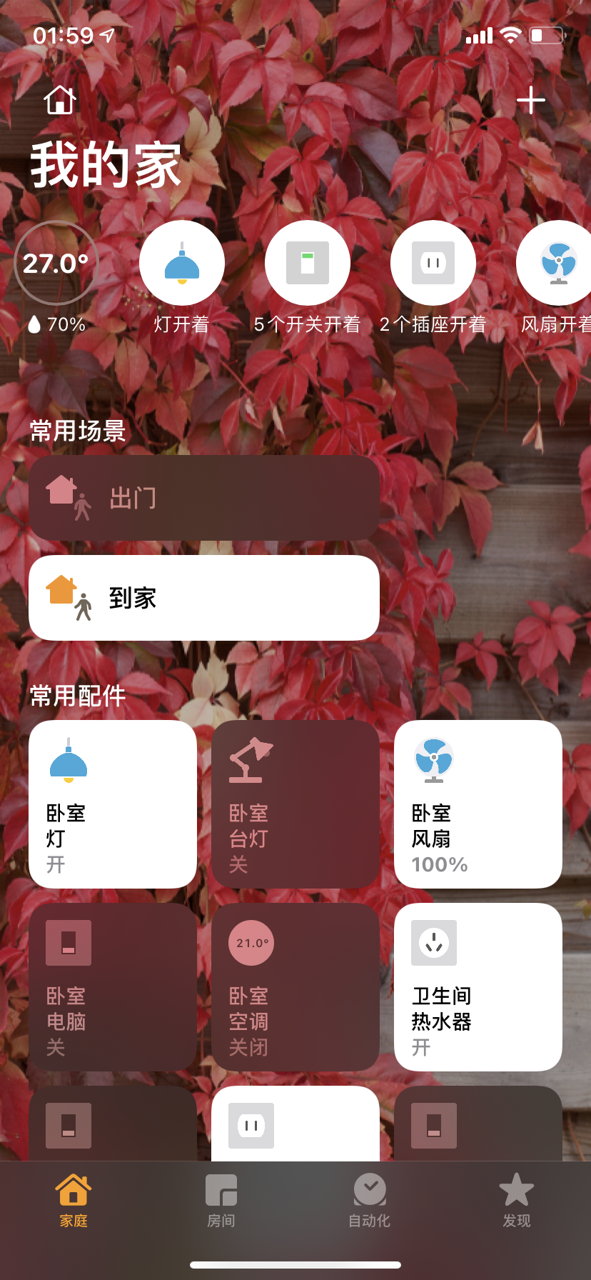 01:59
我的家
27.0°
70%
灯开着
5个开关开着
2个插座开着
风扇开着
常用场景
出门
到家
常用配件
卧室
灯
开
卧室
台灯
关
卧室
风扇
100%
卧室
电脑
关
21.0°
卧室
空调
关闭
卫生间
热水器
开
家庭
房间
自动化
发现